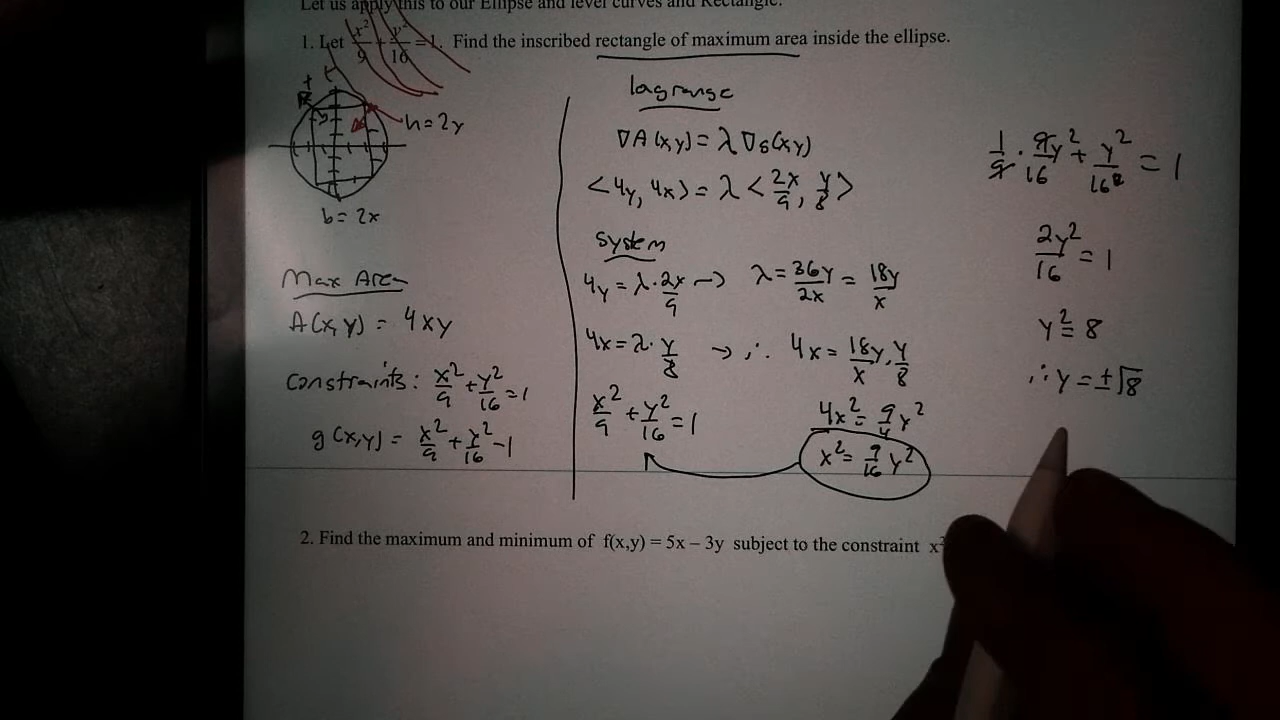 Let us apply this to our Ellipse and level curves and Rectangle.
1. Let x²/9 + y²/16 = 1. Find the inscribed rectangle of maximum area inside the ellipse.
h = 2y
b = 2x
Max Area
A(x,y) = 4xy
Constraints: x²/9 + y²/16 = 1
g(x,y) = x²/9 + y²/16 - 1
Lagrange
∇A(x,y) = λ∇g(x,y)
<4y, 4x> = λ<2x/9, y/8>
System
4y = λ·2x/9 → λ = 36y/2x = 18y/x
4x = λ·y/8 → ∴ 4x = 18y/x · y/8
x²/9 + y²/16 = 1
4x² = 9/4 y²
x² = 9/16 y²
1/9 · 9y²/16 + y²/16 = 1
2y²/16 = 1
y² = 8
∴ y = ±√8
2. Find the maximum and minimum of f(x,y) = 5x – 3y subject to the constraint x²